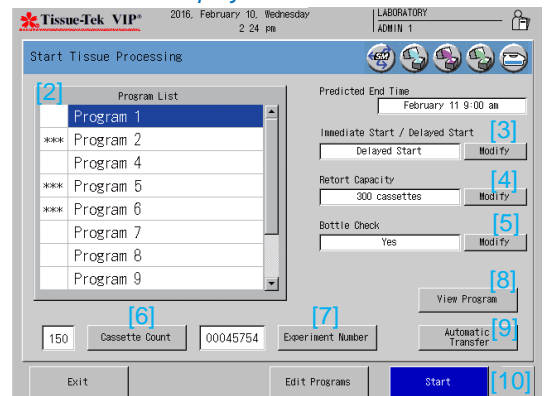 Tissue-Tek VIP®
2016, February 10, Wednesday
2 24 pm
LABORATORY
ADMIN 1
Start Tissue Processing
[2]
Program List
Program 1
*** Program 2
Program 4
*** Program 5
*** Program 6
Program 7
Program 8
Program 9
Predicted End Time
February 11 9:00 am
Immediate Start / Delayed Start
[3]
Delayed Start
Modify
Retort Capacity
[4]
300 cassettes
Modify
Bottle Check
[5]
Yes
Modify
[8]
View Program
[6]
[7]
150
Cassette Count
00045754
Experiment Number
Automatic
Transfer
[9]
Exit
Edit Programs
Start
[10]